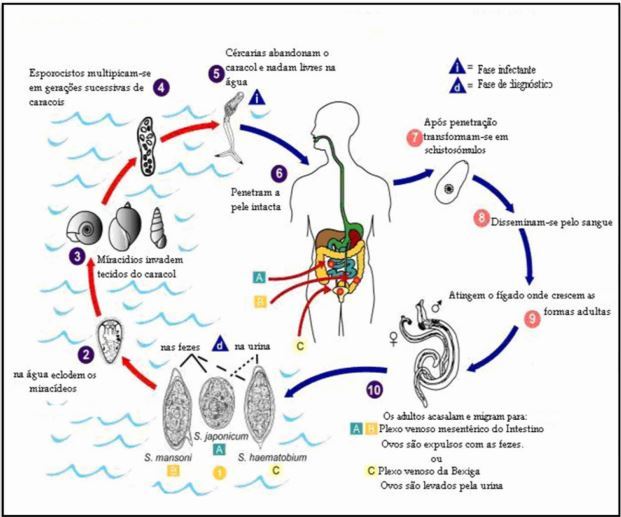 Cércarias abandonam o
caracol e nadam livres na
água
5
i
i = Fase infectante
d = Fase de diagnóstico
Esporocistos multipicam-se
em gerações sucessivas de
caracois
4
6
Penetram a
pele intacta
7
Após penetração
transformam-se em
schistosómulos
8
Disseminam-se pelo sangue
3
Miracidios invadem
tecidos do caracol
A
B
C
Atingem o fígado onde crescem as
formas adultas
9
♀
♂
2
na água eclodem os
miracídeos
nas fezes
d
na urina
10
S. mansoni
B
S. japonicum
A
1
S. haematobium
C
Os adultos acasalam e migram para:
A B Plexo venoso mesentérico do Intestino
Ovos são expulsos com as fezes.
ou
C Plexo venoso da Bexiga
Ovos são levados pela urina